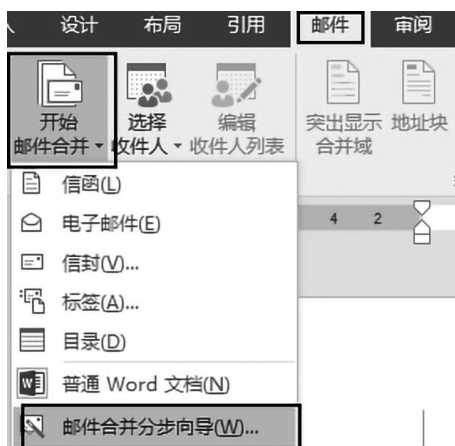 设计 布局 引用 邮件 审阅
开始 选择 编辑 突出显示 地址块
邮件合并 收件人 收件人列表 合并域
信函(L)
电子邮件(E)
4 2
信封(V)...
标签(A)...
目录(D)
普通 Word 文档(N)
邮件合并分步向导(W)...